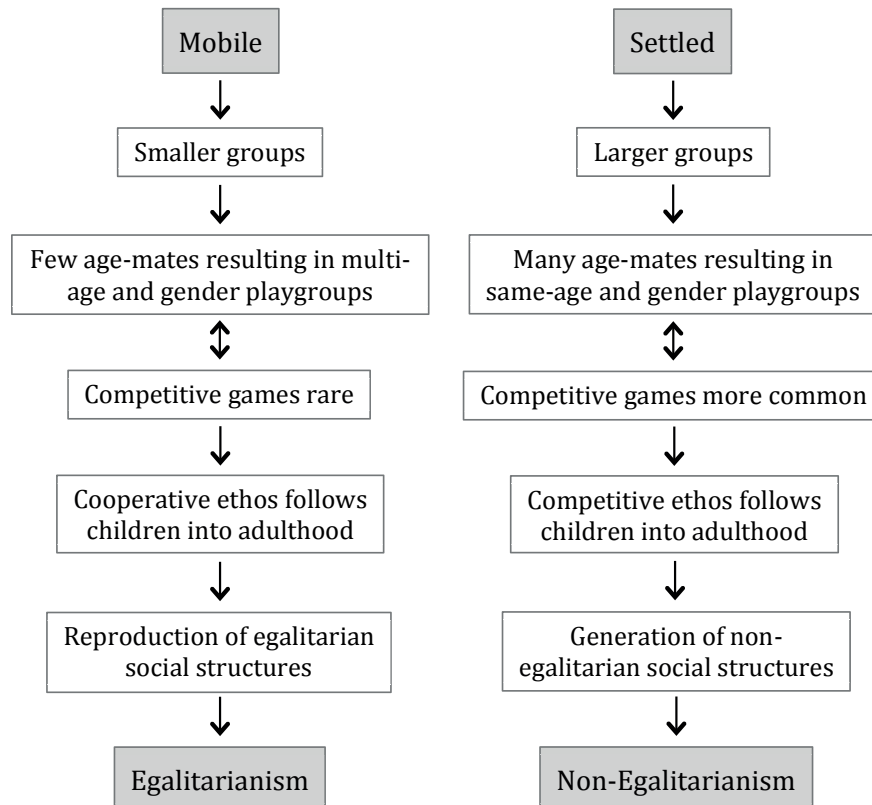 Mobile
Smaller groups
Few age-mates resulting in multi-
age and gender playgroups
Competitive games rare
Cooperative ethos follows
children into adulthood
Reproduction of egalitarian
social structures
Egalitarianism
Settled
Larger groups
Many age-mates resulting in
same-age and gender playgroups
Competitive games more common
Competitive ethos follows
children into adulthood
Generation of non-
egalitarian social structures
Non-Egalitarianism